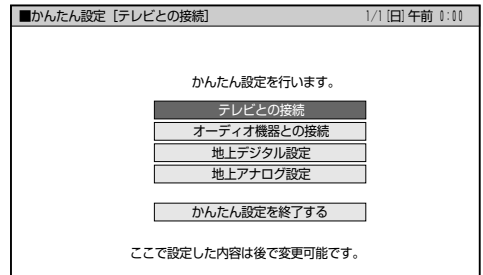 ■かんたん設定［テレビとの接続］ 1/1［日］午前 0:00
かんたん設定を行います。
テレビとの接続
オーディオ機器との接続
地上デジタル設定
地上アナログ設定
かんたん設定を終了する
ここで設定した内容は後で変更可能です。